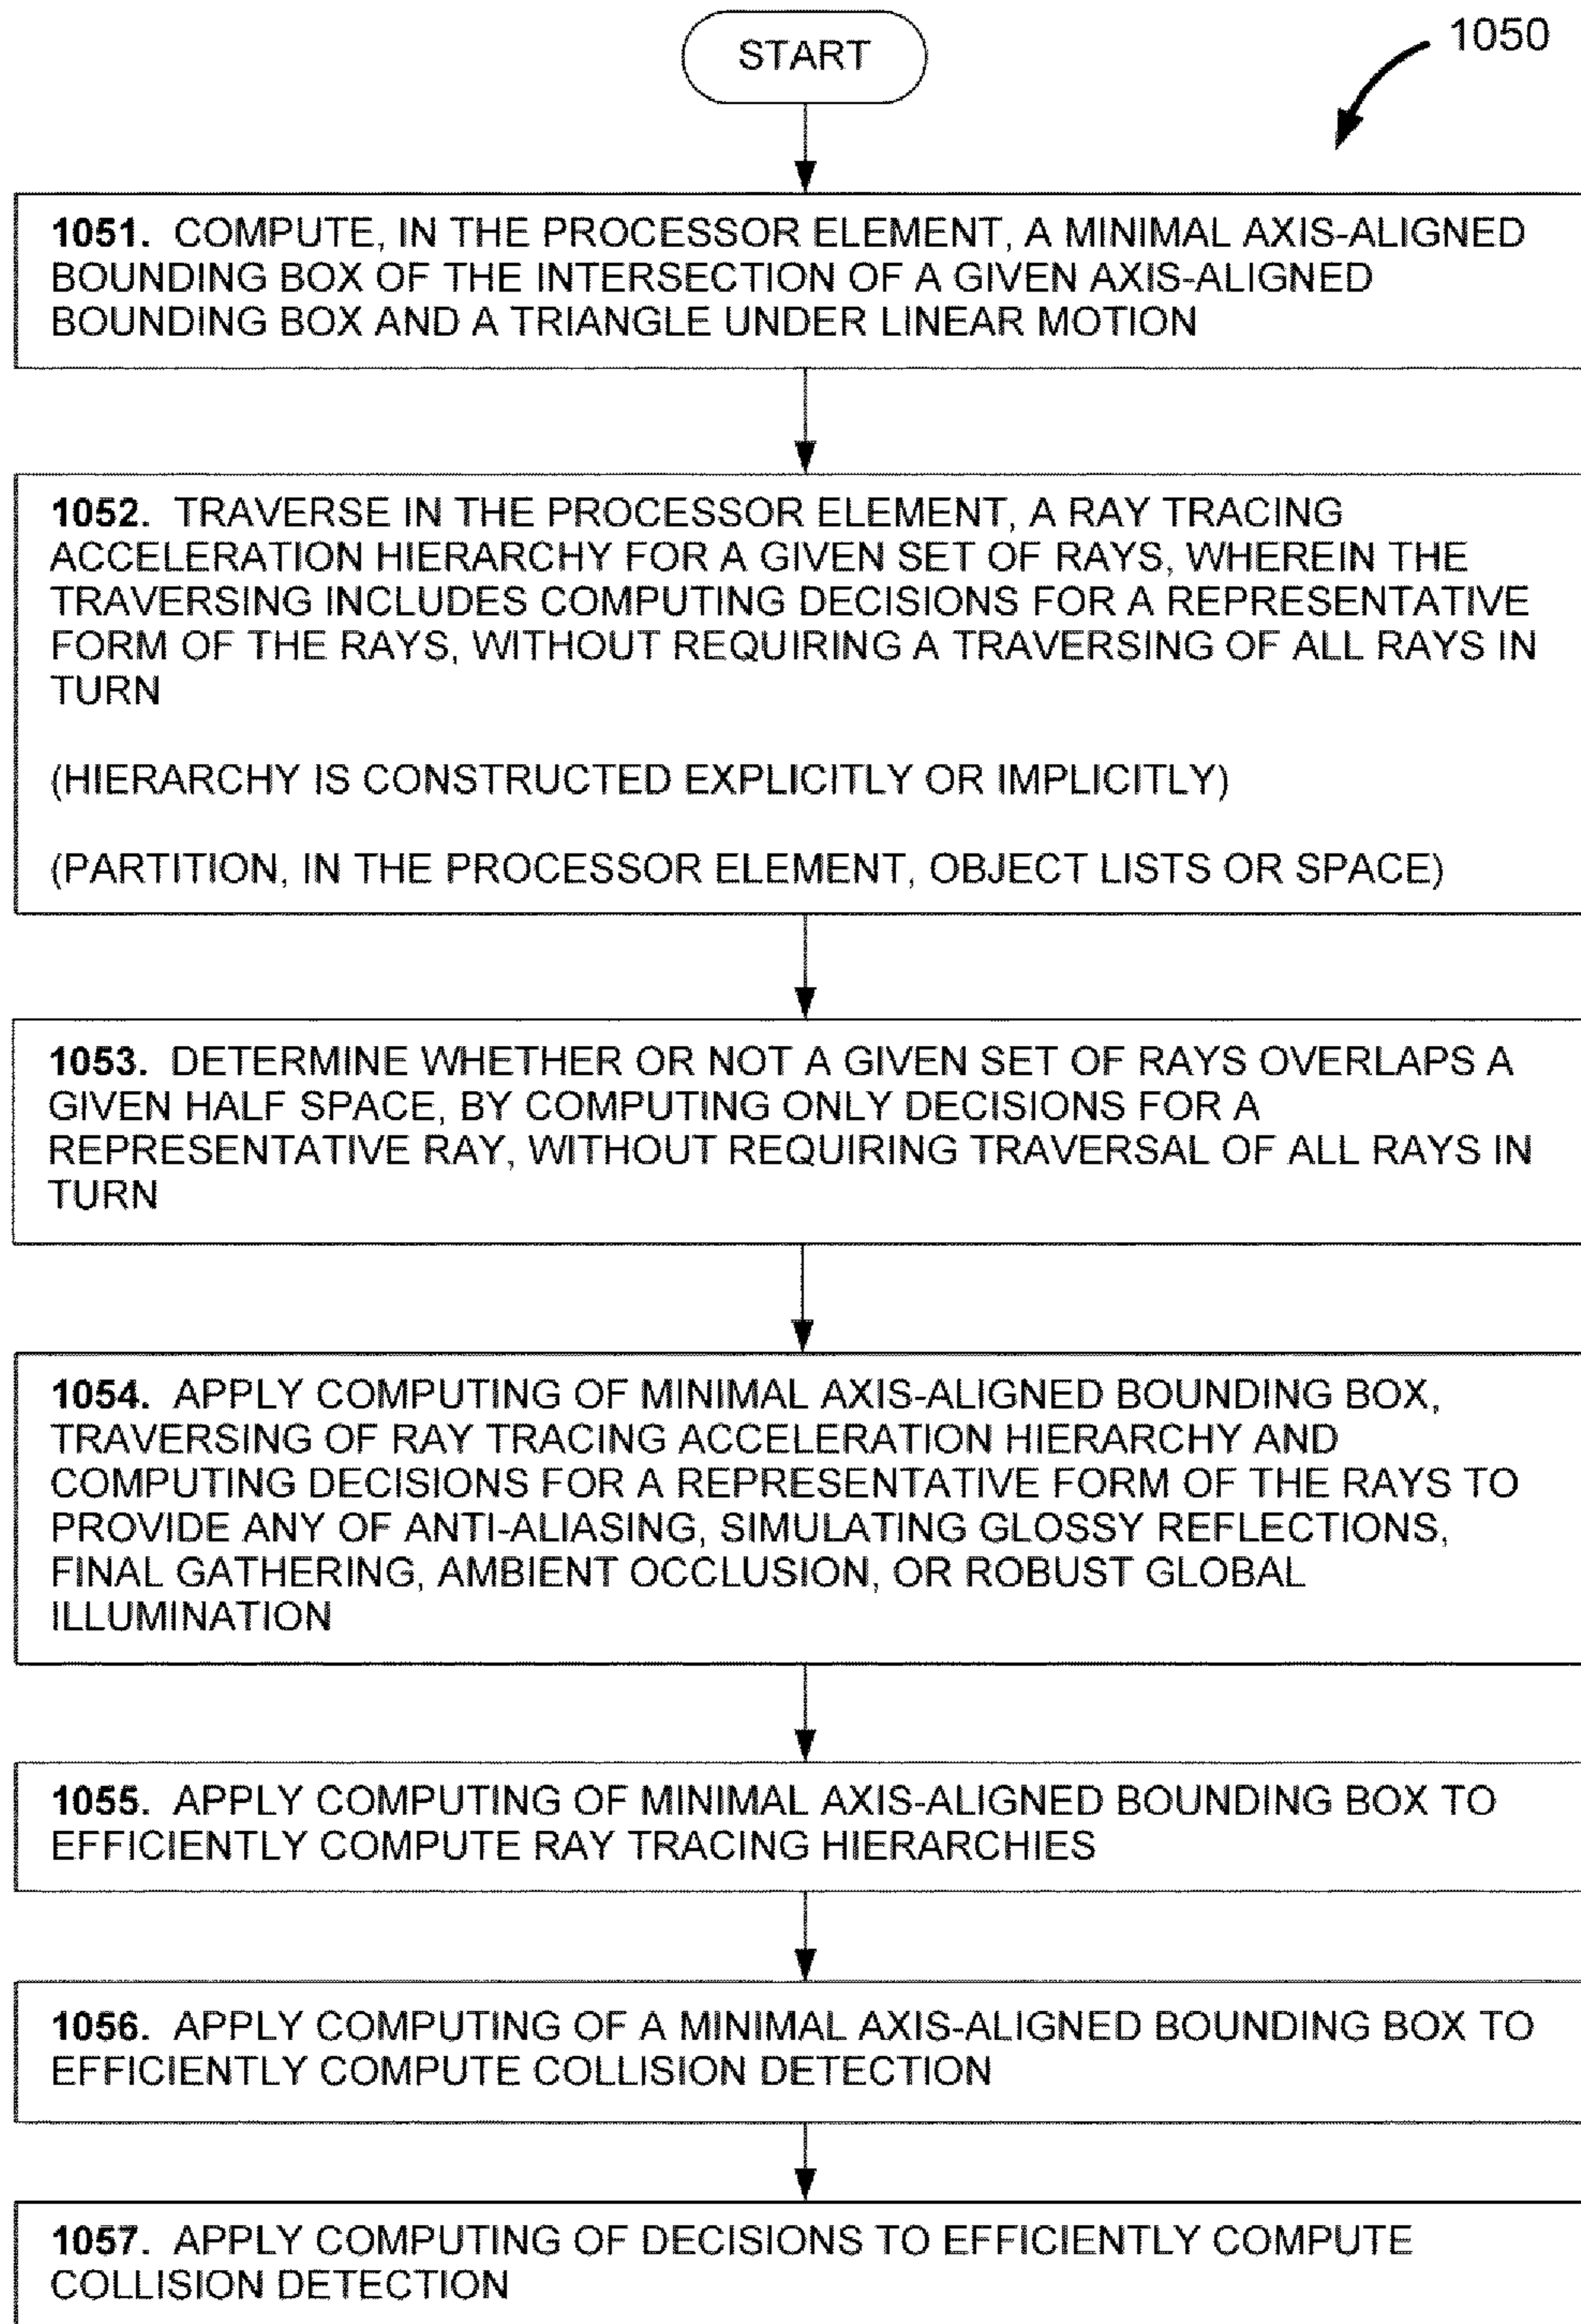 START
1050
1051. COMPUTE, IN THE PROCESSOR ELEMENT, A MINIMAL AXIS-ALIGNED
BOUNDING BOX OF THE INTERSECTION OF A GIVEN AXIS-ALIGNED
BOUNDING BOX AND A TRIANGLE UNDER LINEAR MOTION
1052. TRAVERSE IN THE PROCESSOR ELEMENT, A RAY TRACING
ACCELERATION HIERARCHY FOR A GIVEN SET OF RAYS, WHEREIN THE
TRAVERSING INCLUDES COMPUTING DECISIONS FOR A REPRESENTATIVE
FORM OF THE RAYS, WITHOUT REQUIRING A TRAVERSING OF ALL RAYS IN
TURN
(HIERARCHY IS CONSTRUCTED EXPLICITLY OR IMPLICITLY)
(PARTITION, IN THE PROCESSOR ELEMENT, OBJECT LISTS OR SPACE)
1053. DETERMINE WHETHER OR NOT A GIVEN SET OF RAYS OVERLAPS A
GIVEN HALF SPACE, BY COMPUTING ONLY DECISIONS FOR A
REPRESENTATIVE RAY, WITHOUT REQUIRING TRAVERSAL OF ALL RAYS IN
TURN
1054. APPLY COMPUTING OF MINIMAL AXIS-ALIGNED BOUNDING BOX,
TRAVERSING OF RAY TRACING ACCELERATION HIERARCHY AND
COMPUTING DECISIONS FOR A REPRESENTATIVE FORM OF THE RAYS TO
PROVIDE ANY OF ANTI-ALIASING, SIMULATING GLOSSY REFLECTIONS,
FINAL GATHERING, AMBIENT OCCLUSION, OR ROBUST GLOBAL
ILLUMINATION
1055. APPLY COMPUTING OF MINIMAL AXIS-ALIGNED BOUNDING BOX TO
EFFICIENTLY COMPUTE RAY TRACING HIERARCHIES
1056. APPLY COMPUTING OF A MINIMAL AXIS-ALIGNED BOUNDING BOX TO
EFFICIENTLY COMPUTE COLLISION DETECTION
1057. APPLY COMPUTING OF DECISIONS TO EFFICIENTLY COMPUTE
COLLISION DETECTION